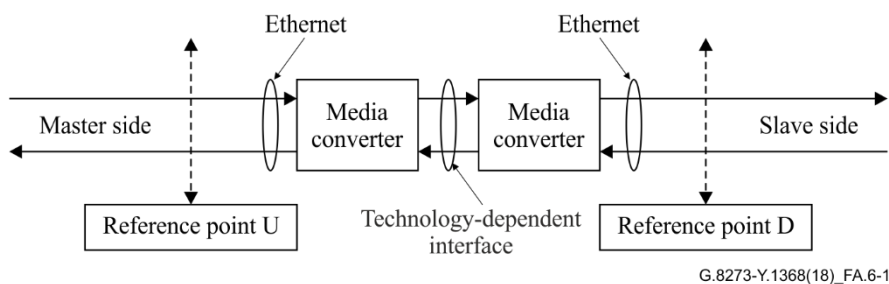 Ethernet
Ethernet
Master side
Media
converter
Media
converter
Slave side
Reference point U
Technology-dependent
interface
Reference point D
G.8273-Y.1368(18)_FA.6-1